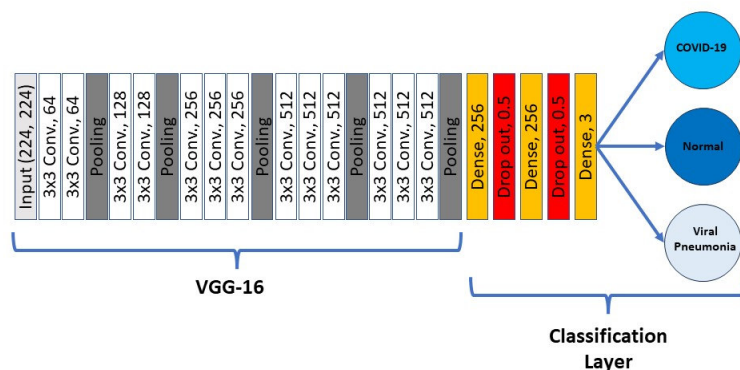 Input (224, 224)
3x3 Conv., 64
3x3 Conv., 64
Pooling
3x3 Conv., 128
3x3 Conv., 128
Pooling
3x3 Conv., 256
3x3 Conv., 256
3x3 Conv., 256
Pooling
3x3 Conv., 512
3x3 Conv., 512
3x3 Conv., 512
Pooling
3x3 Conv., 512
3x3 Conv., 512
3x3 Conv., 512
Pooling
Dense, 256
Drop out, 0.5
Dense, 256
Drop out, 0.5
Dense, 3
COVID-19
Normal
Viral
Pneumonia
VGG-16
Classification
Layer